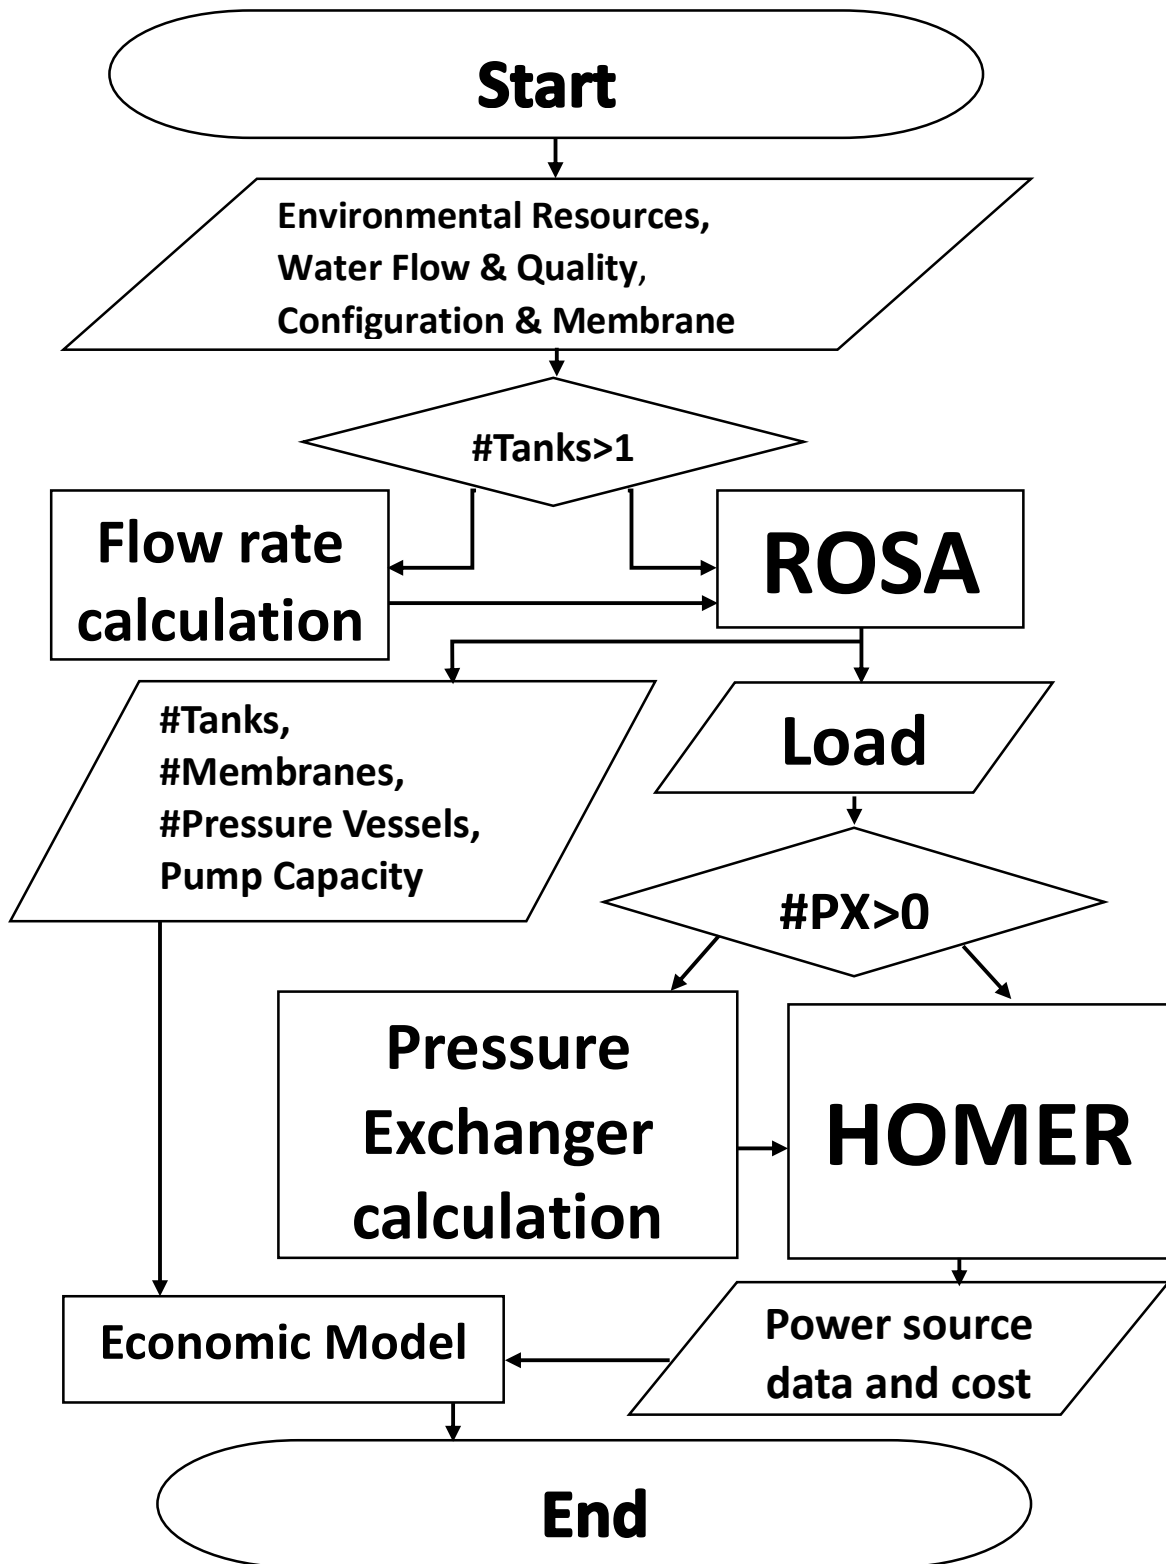 Start
Environmental Resources,
Water Flow & Quality,
Configuration & Membrane
#Tanks>1
Flow rate
calculation
ROSA
#Tanks,
#Membranes,
#Pressure Vessels,
Pump Capacity
Load
#PX>0
Pressure
Exchanger
calculation
HOMER
Economic Model
Power source
data and cost
End